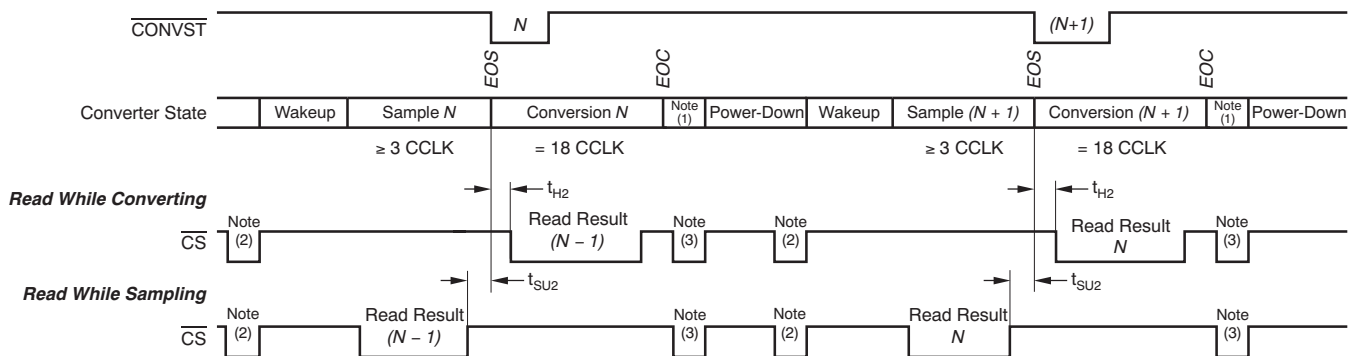 CONVST N (N+1)
EOS EOC EOS EOC
Converter State Wakeup Sample N Conversion N Note (1) Power-Down Wakeup Sample (N + 1) Conversion (N + 1) Note (1) Power-Down
≥ 3 CCLK = 18 CCLK ≥ 3 CCLK = 18 CCLK
tH2 tH2
Read While Converting
CS Note (2) Read Result (N − 1) Note (3) Note (2) Read Result N Note (3)
tSU2 tSU2
Read While Sampling
CS Note (2) Read Result (N − 1) Note (3) Note (2) Read Result N Note (3)